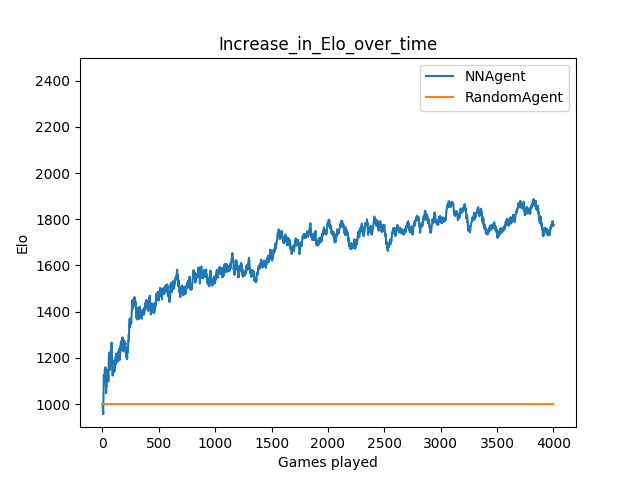 Increase_in_Elo_over_time
NNAgent
RandomAgent
2400
2200
2000
1800
1600
1400
1200
1000
Elo
0 500 1000 1500 2000 2500 3000 3500 4000
Games played